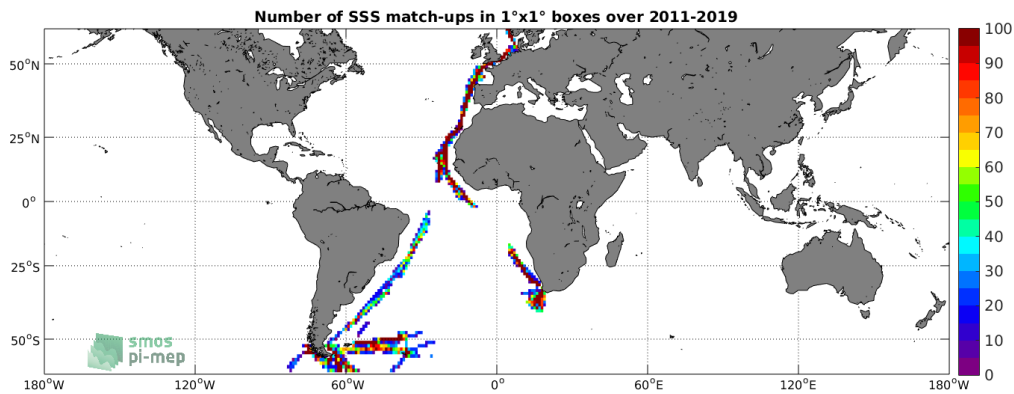 Number of SSS match-ups in 1°x1° boxes over 2011-2019
50°N
25°N
0°
25°S
50°S
180°W
120°W
60°W
0°
60°E
120°E
180°W
100
90
80
70
60
50
40
30
20
10
0
smos
pi-mep